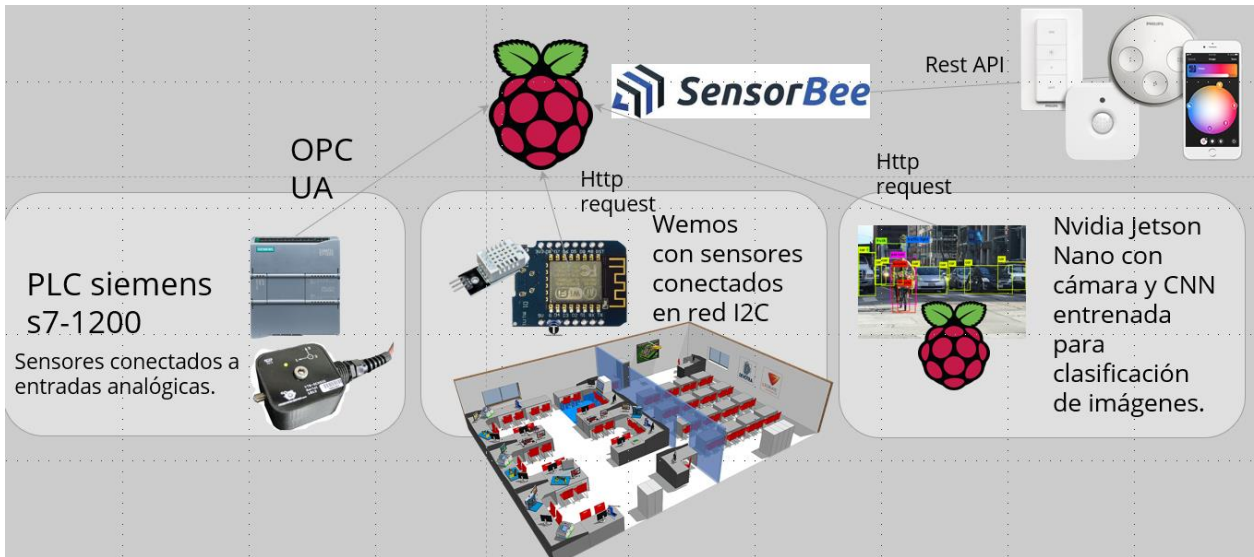 SensorBee
Rest API
PHILIPS
OPC
UA
Http
request
Http
request
PLC siemens
s7-1200
Sensores conectados a
entradas analógicas.
Wemos
con sensores
conectados
en red I2C
Nvidia Jetson
Nano con
cámara y CNN
entrenada
para
clasificación
de imágenes.